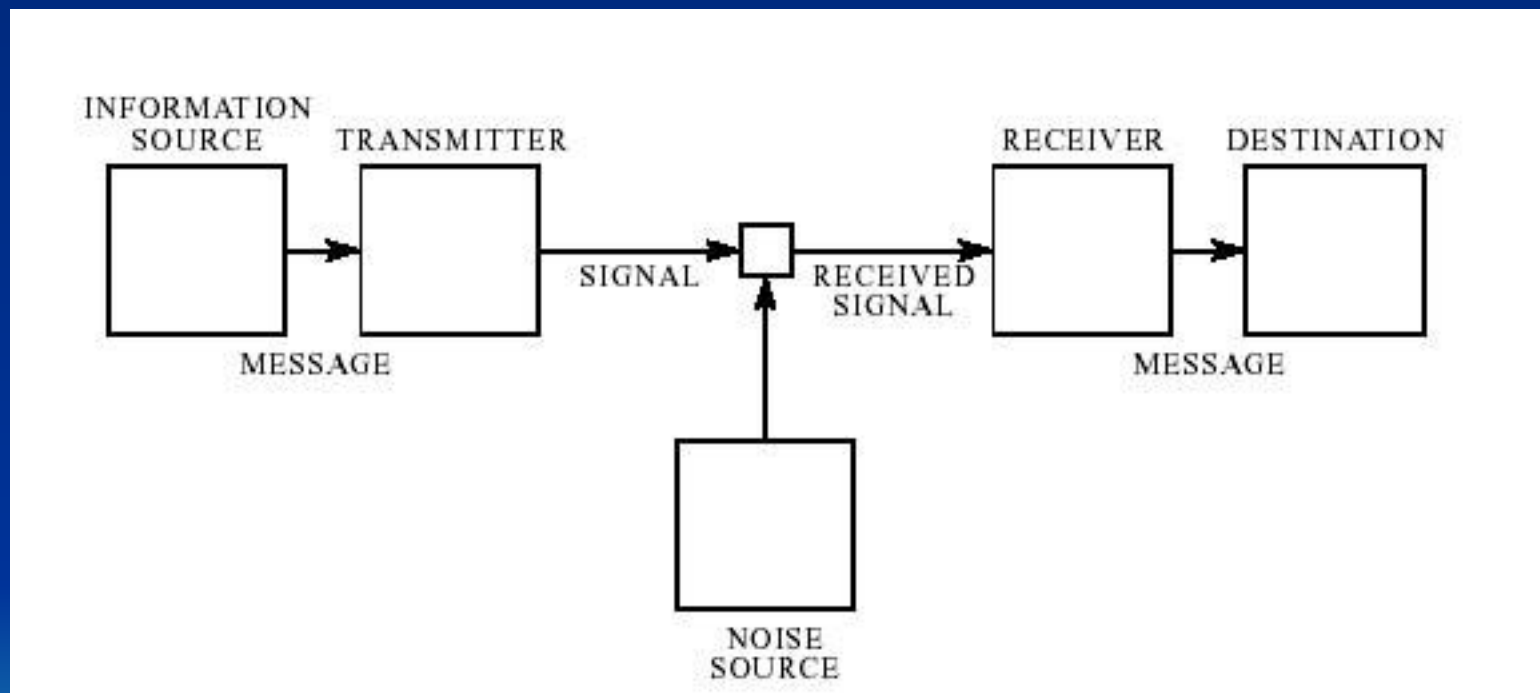 INFORMATION
SOURCE
TRANSMITTER
RECEIVER
DESTINATION
SIGNAL
RECEIVED
SIGNAL
MESSAGE
MESSAGE
NOISE
SOURCE